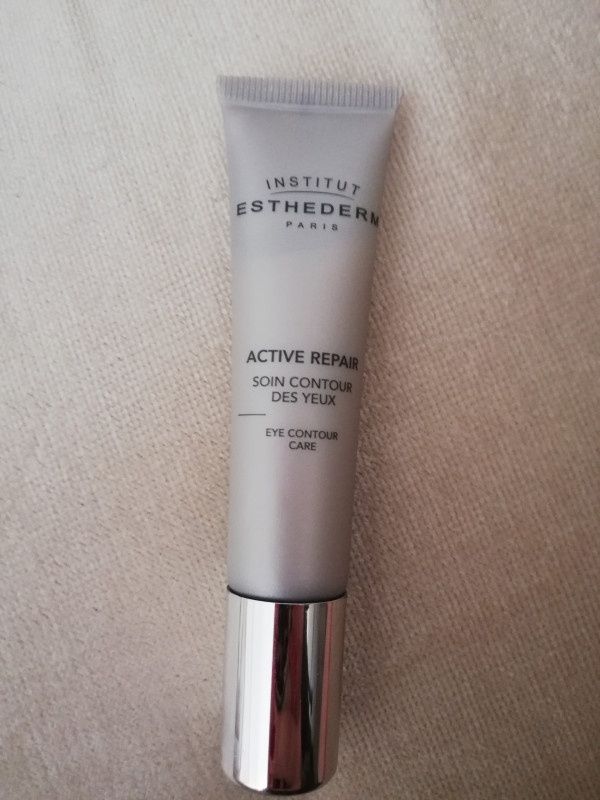 INSTITUT
ESTHEDERM
PARIS
ACTIVE REPAIR
SOIN CONTOUR
DES YEUX
EYE CONTOUR
CARE